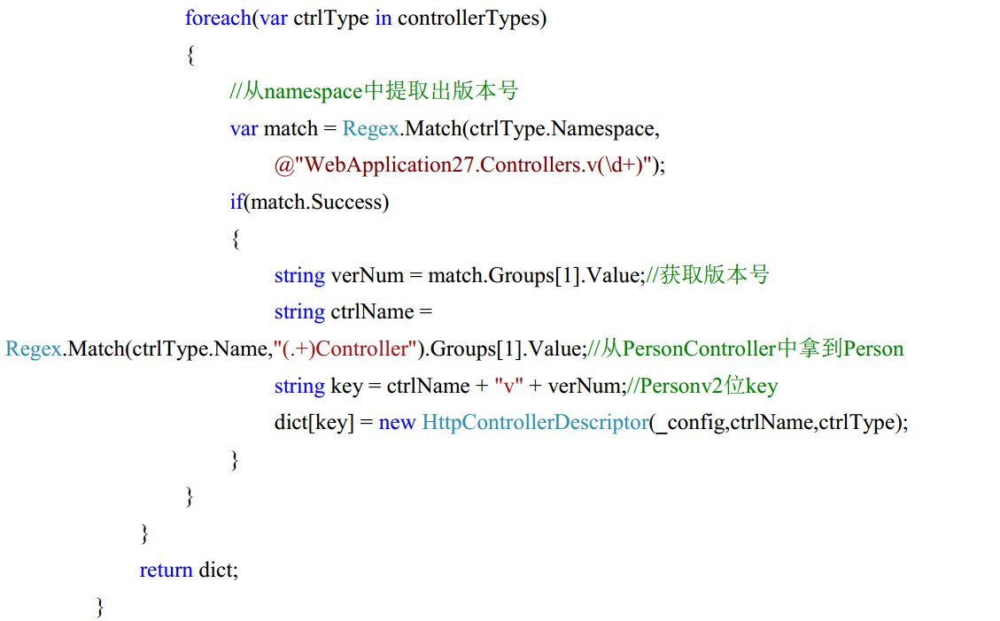 foreach(var ctrlType in controllerTypes)
{
//从namespace中提取出版本号
var match = Regex.Match(ctrlType.Namespace,
@"WebApplication27.Controllers.v(\d+)");
if(match.Success)
{
string verNum = match.Groups[1].Value;//获取版本号
string ctrlName =
Regex.Match(ctrlType.Name,"(.+)Controller").Groups[1].Value;//从PersonController中拿到Person
string key = ctrlName + "v" + verNum;//Personv2位key
dict[key] = new HttpControllerDescriptor(_config,ctrlName,ctrlType);
}
}
}
return dict;
}